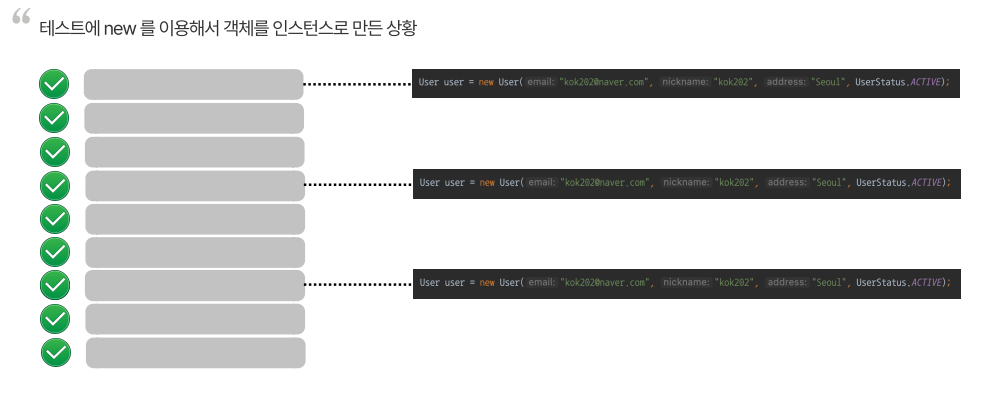 “
테스트에 new 를 이용해서 객체를 인스턴스로 만든 상황
User user = new User( email: "kok202@naver.com", nickname: "kok202", address: "Seoul", UserStatus.ACTIVE);
User user = new User( email: "kok202@naver.com", nickname: "kok202", address: "Seoul", UserStatus.ACTIVE);
User user = new User( email: "kok202@naver.com", nickname: "kok202", address: "Seoul", UserStatus.ACTIVE);